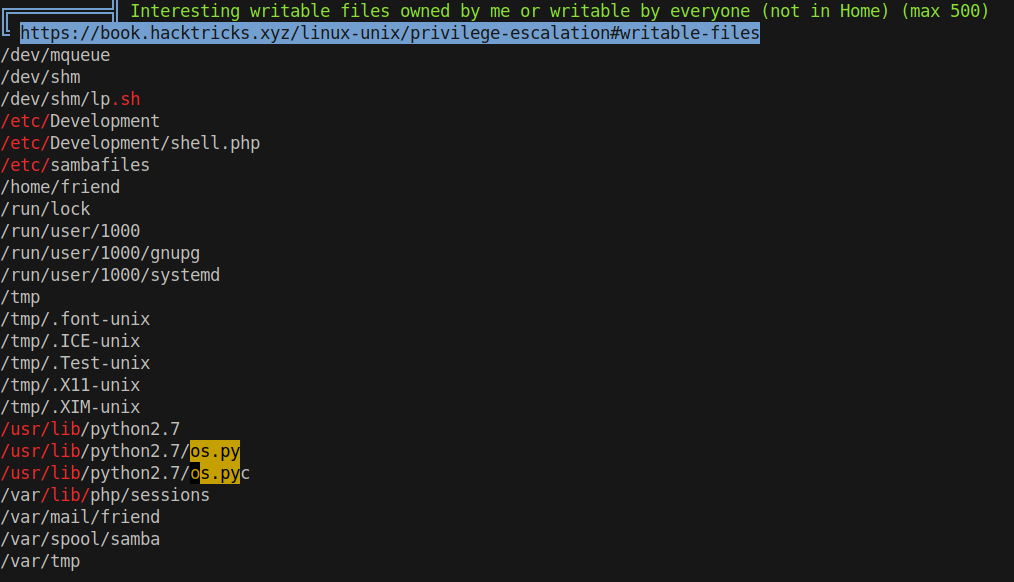 Interesting writable files owned by me or writable by everyone (not in Home) (max 500)
https://book.hacktricks.xyz/linux-unix/privilege-escalation#writable-files
/dev/mqueue
/dev/shm
/dev/shm/lp.sh
/etc/Development
/etc/Development/shell.php
/etc/sambafiles
/home/friend
/run/lock
/run/user/1000
/run/user/1000/gnupg
/run/user/1000/systemd
/tmp
/tmp/.font-unix
/tmp/.ICE-unix
/tmp/.Test-unix
/tmp/.X11-unix
/tmp/.XIM-unix
/usr/lib/python2.7
/usr/lib/python2.7/os.py
/usr/lib/python2.7/os.pyc
/var/lib/php/sessions
/var/mail/friend
/var/spool/samba
/var/tmp